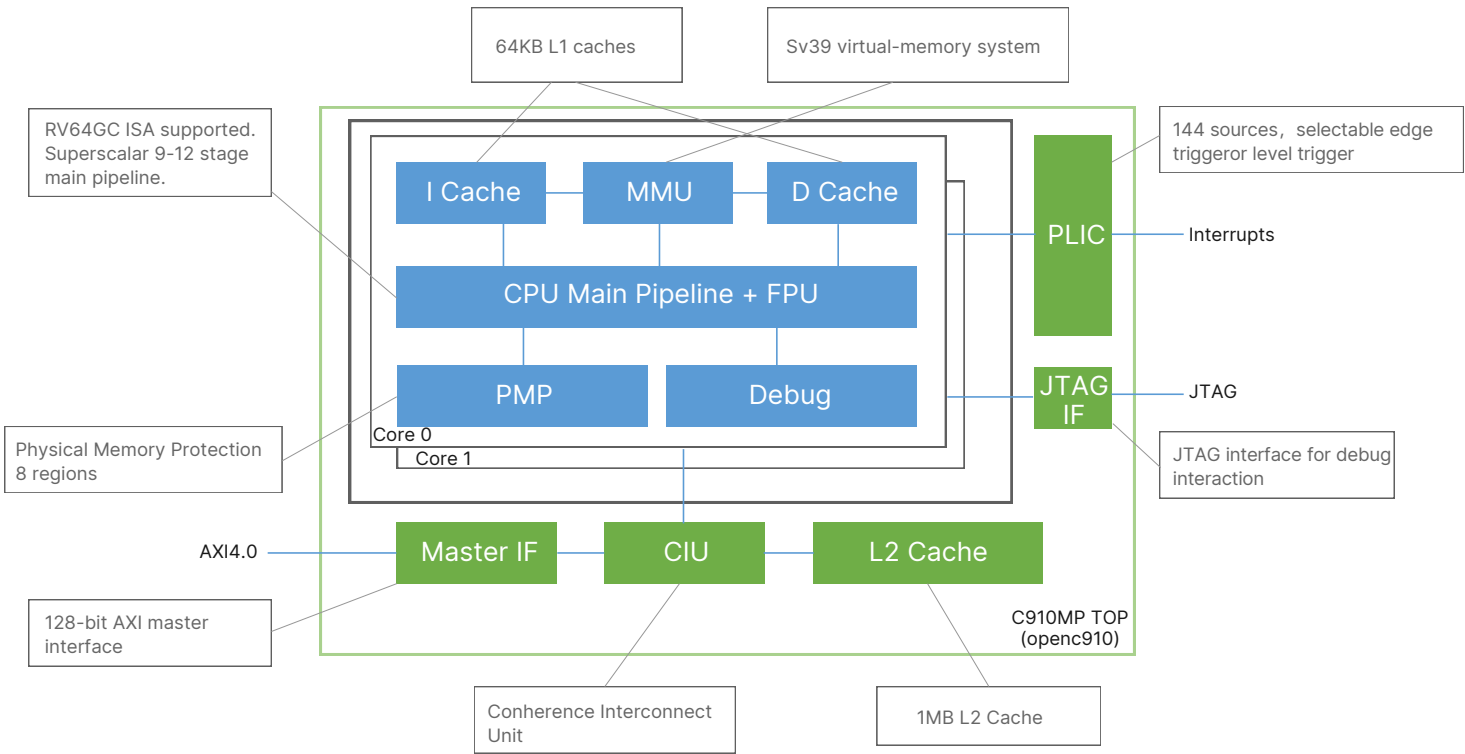 64KB L1 caches
Sv39 virtual-memory system
RV64GC ISA supported.
Superscalar 9-12 stage
main pipeline.
144 sources，selectable edge
triggeror level trigger
I Cache
MMU
D Cache
PLIC
Interrupts
CPU Main Pipeline + FPU
PMP
Debug
JTAG
IF
JTAG
Core 0
Core 1
Physical Memory Protection
8 regions
JTAG interface for debug
interaction
AXI4.0
Master IF
CIU
L2 Cache
128-bit AXI master
interface
C910MP TOP
(openc910)
Conherence Interconnect
Unit
1MB L2 Cache